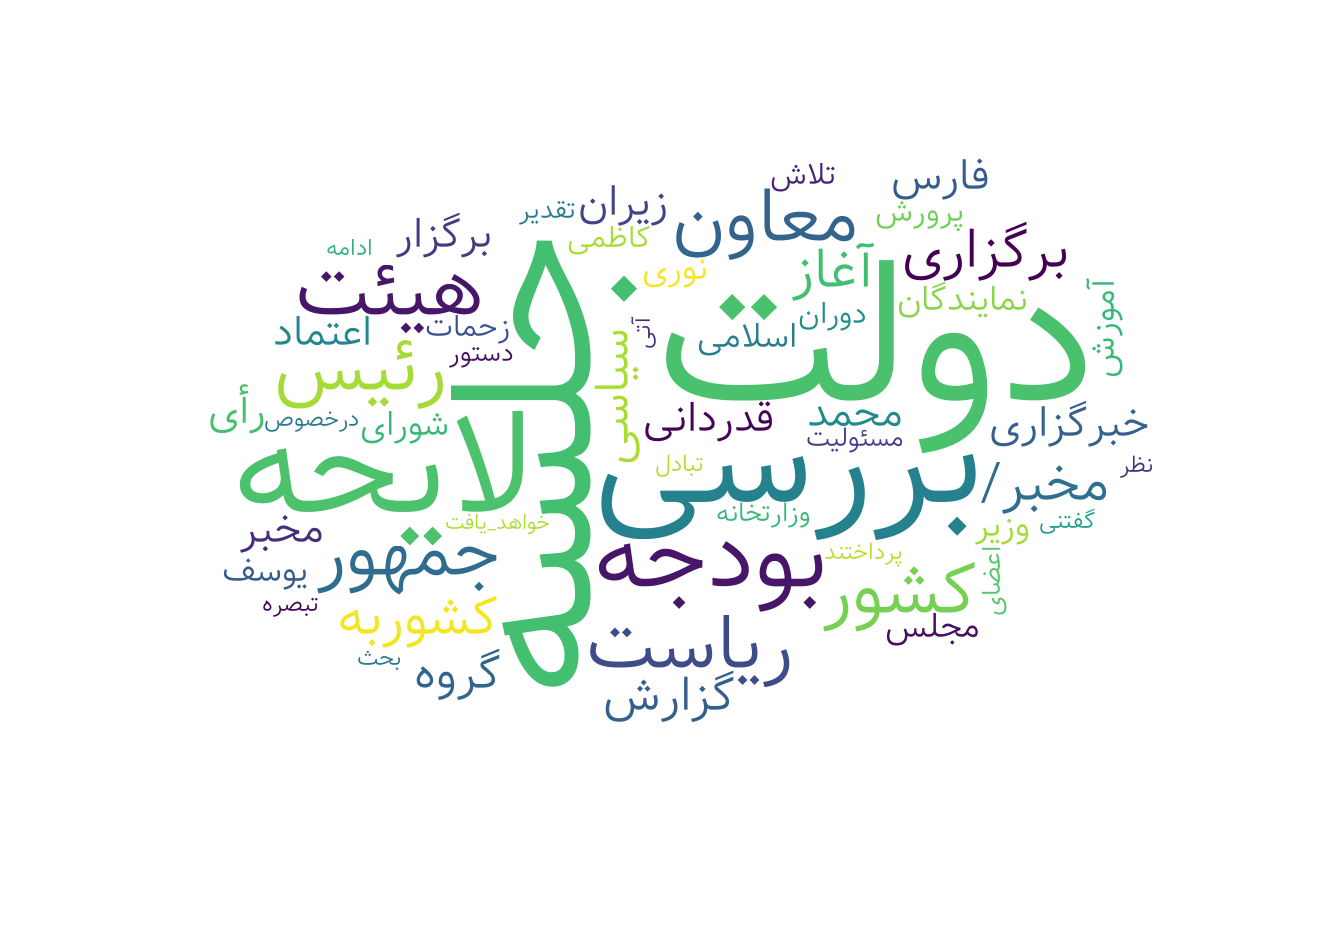 تلاش
فارس
معاون
زیران
تقدیر
پرورش
برگزار
کاظمی
برگزاری
ادامه
آغاز
نوری
هیئت
جلسه
دولت
نمایندگان
آموزش
زحمات
اعتماد
دوران
اسلامی
آتی
دستور
سیاسی
رئیس
قدردانی
محمد
خبرگزاری
رأی
درخصوص
شورای
مسئولیت
لایحه
بررسی
تبادل
نظر
مخبر/
وزارتخانه
گفتنی
وزیر
خواهد_یافت
مخبر
جمهور
بودجه
پرداختند
یوسف
کشور
اعضای
تبصره
کشوربه
مجلس
ریاست
بحث
گروه
گزارش